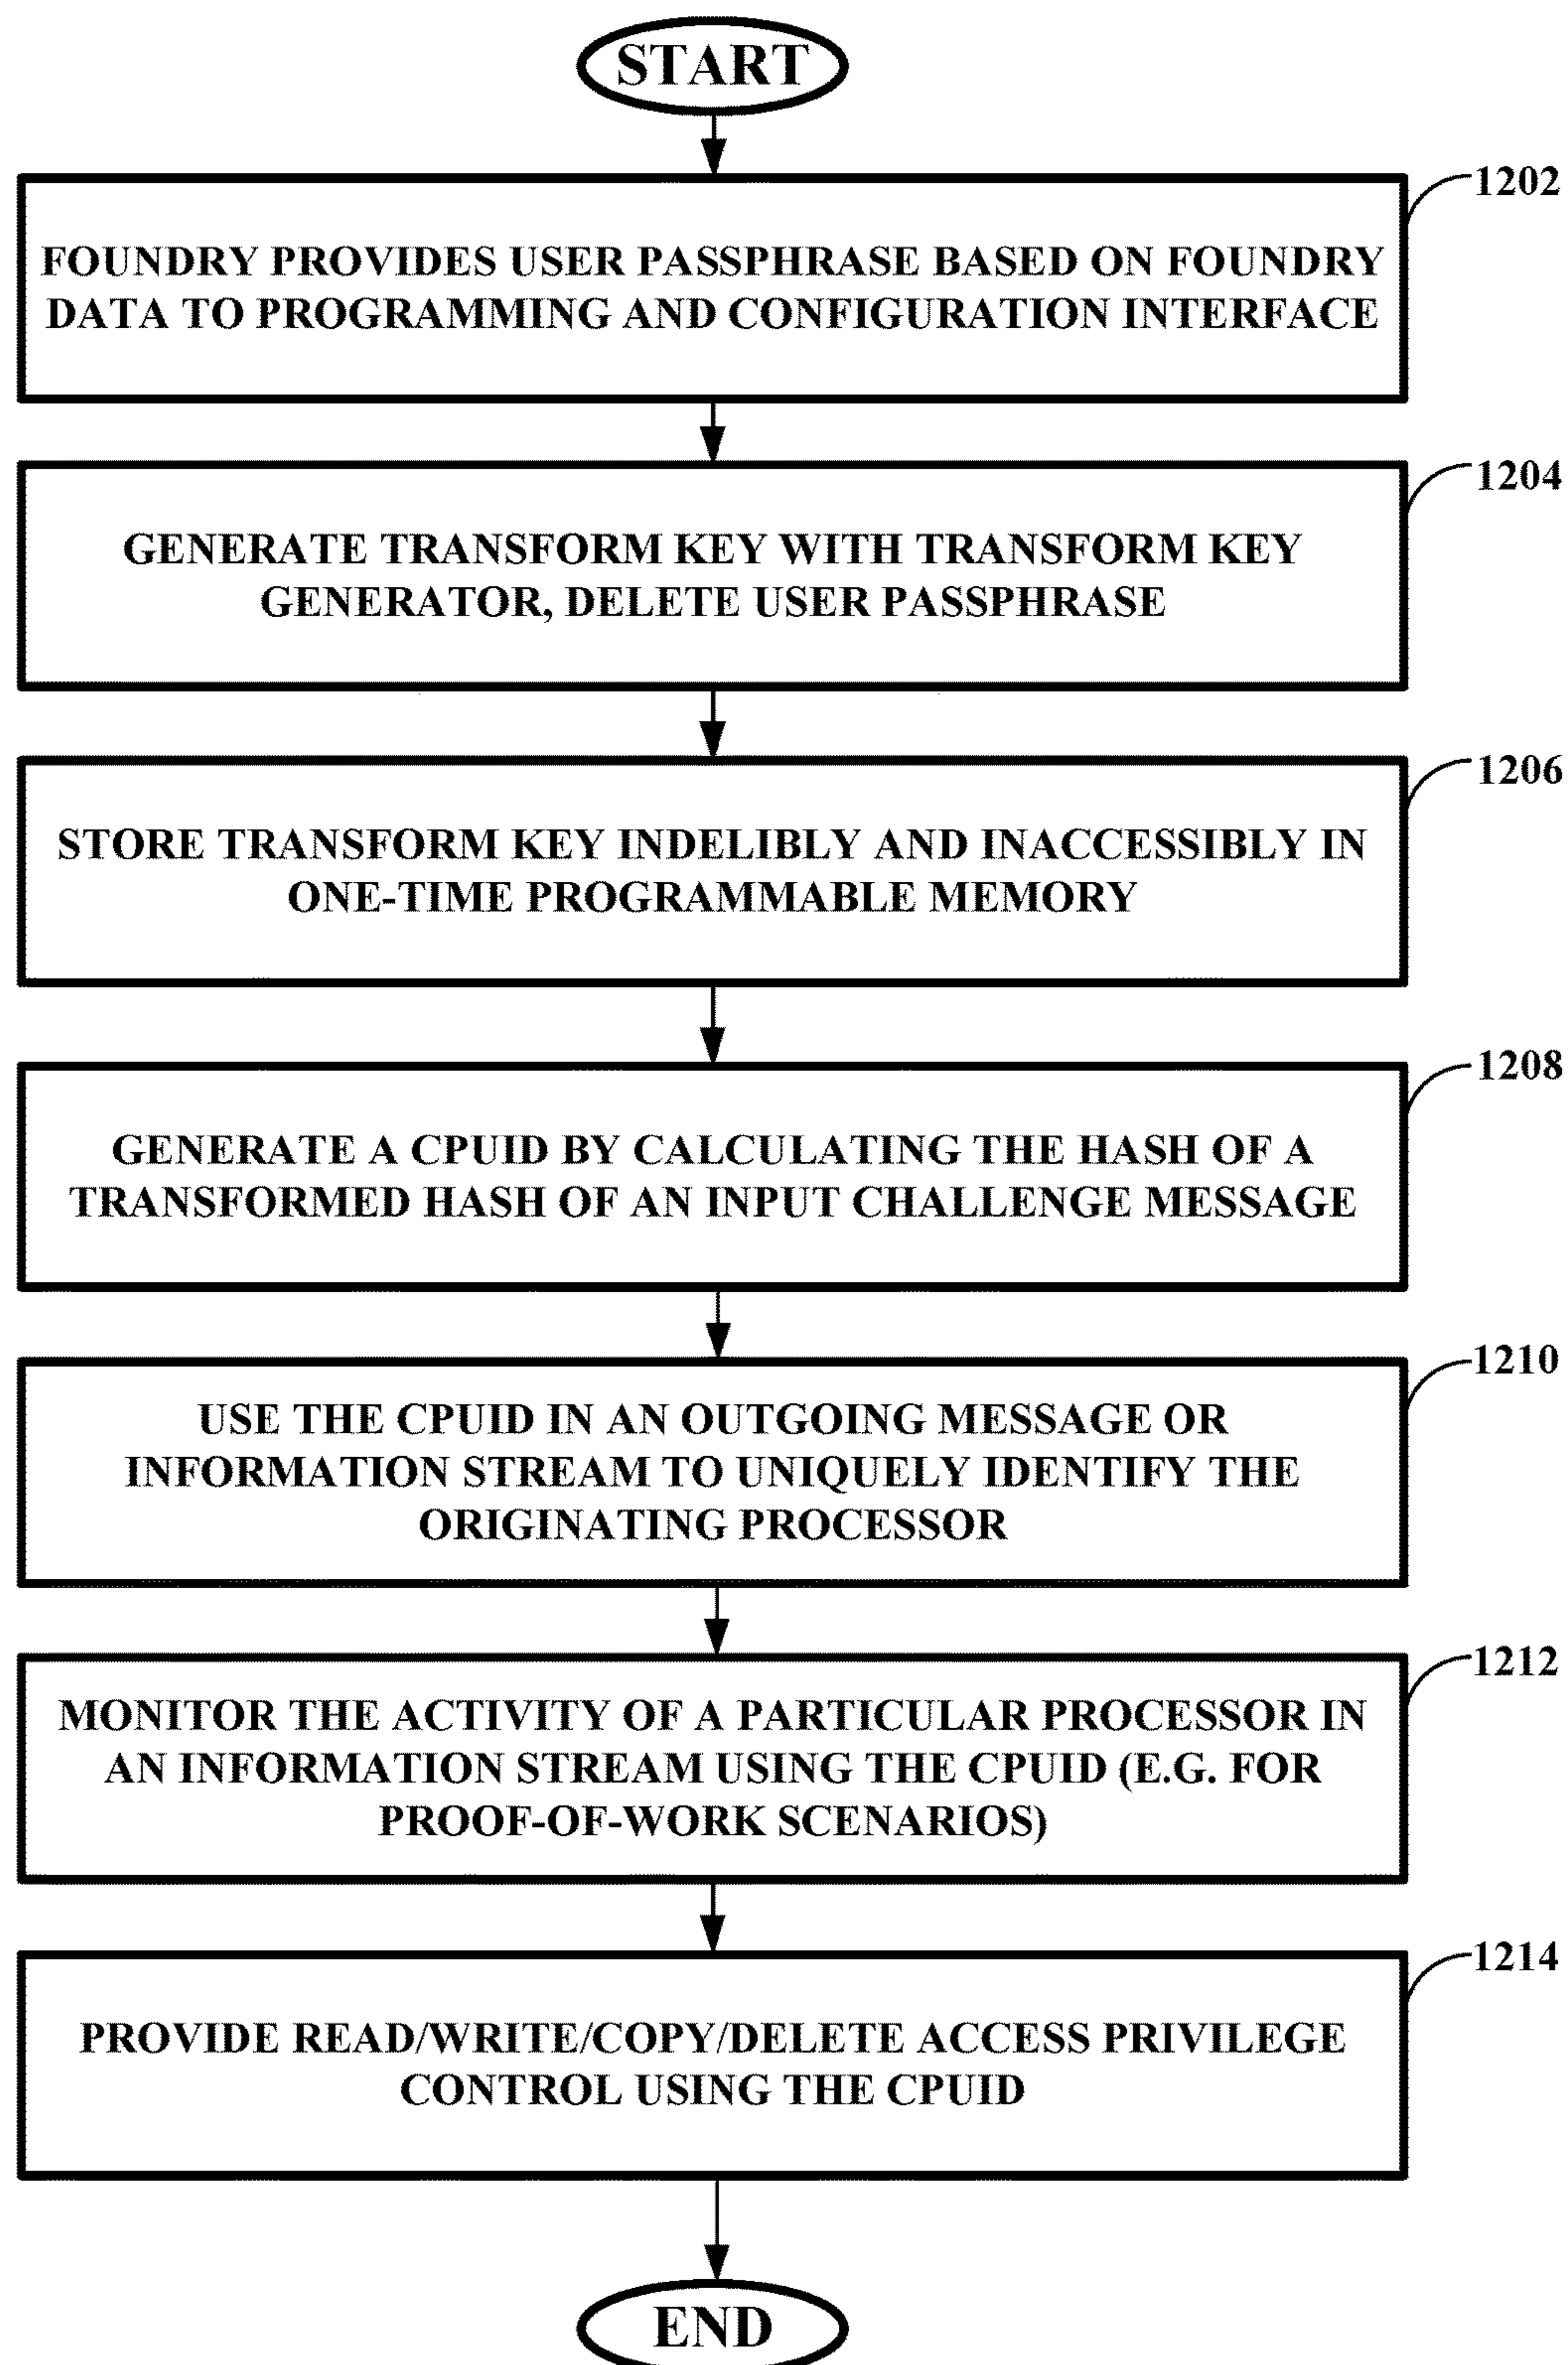 START
1202
FOUNDRY PROVIDES USER PASSPHRASE BASED ON FOUNDRY
DATA TO PROGRAMMING AND CONFIGURATION INTERFACE
1204
GENERATE TRANSFORM KEY WITH TRANSFORM KEY
GENERATOR, DELETE USER PASSPHRASE
1206
STORE TRANSFORM KEY INDELIBLY AND INACCESSIBLY IN
ONE-TIME PROGRAMMABLE MEMORY
1208
GENERATE A CPUID BY CALCULATING THE HASH OF A
TRANSFORMED HASH OF AN INPUT CHALLENGE MESSAGE
1210
USE THE CPUID IN AN OUTGOING MESSAGE OR
INFORMATION STREAM TO UNIQUELY IDENTIFY THE
ORIGINATING PROCESSOR
1212
MONITOR THE ACTIVITY OF A PARTICULAR PROCESSOR IN
AN INFORMATION STREAM USING THE CPUID (E.G. FOR
PROOF-OF-WORK SCENARIOS)
1214
PROVIDE READ/WRITE/COPY/DELETE ACCESS PRIVILEGE
CONTROL USING THE CPUID
END